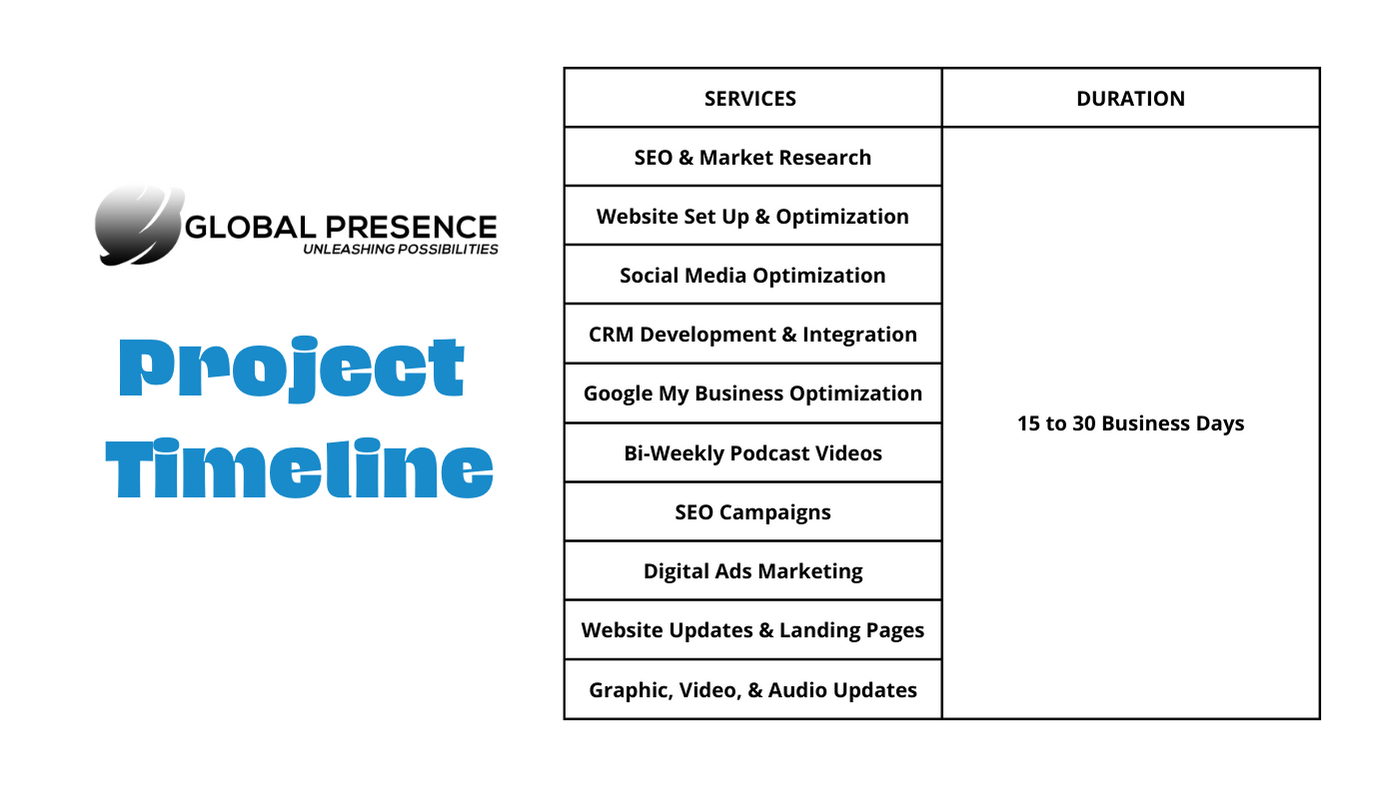 GLOBAL PRESENCE
UNLEASHING POSSIBILITIES
Project
Timeline
SERVICES
DURATION
SEO & Market Research
Website Set Up & Optimization
Social Media Optimization
CRM Development & Integration
Google My Business Optimization
Bi-Weekly Podcast Videos
SEO Campaigns
Digital Ads Marketing
Website Updates & Landing Pages
Graphic, Video, & Audio Updates
15 to 30 Business Days